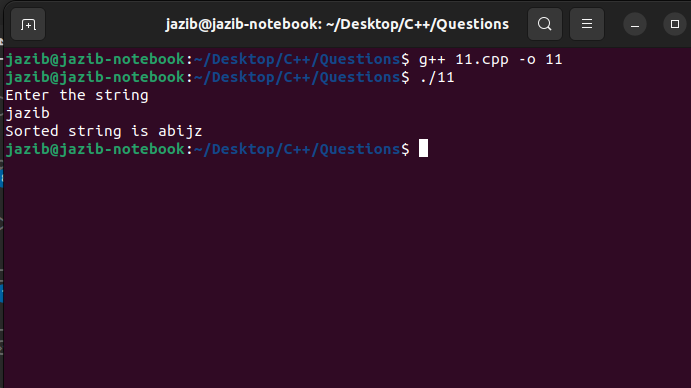 jazib@jazib-notebook: ~/Desktop/C++/Questions
jazib@jazib-notebook:~/Desktop/C++/Questions$ g++ 11.cpp -o 11
jazib@jazib-notebook:~/Desktop/C++/Questions$ ./11
Enter the string
jazib
Sorted string is abijz
jazib@jazib-notebook:~/Desktop/C++/Questions$